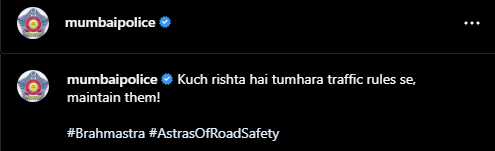 mumbaipolice
mumbaipolice Kuch rishta hai tumhara traffic rules se,
maintain them!
#Brahmastra #AstrasOfRoadSafety